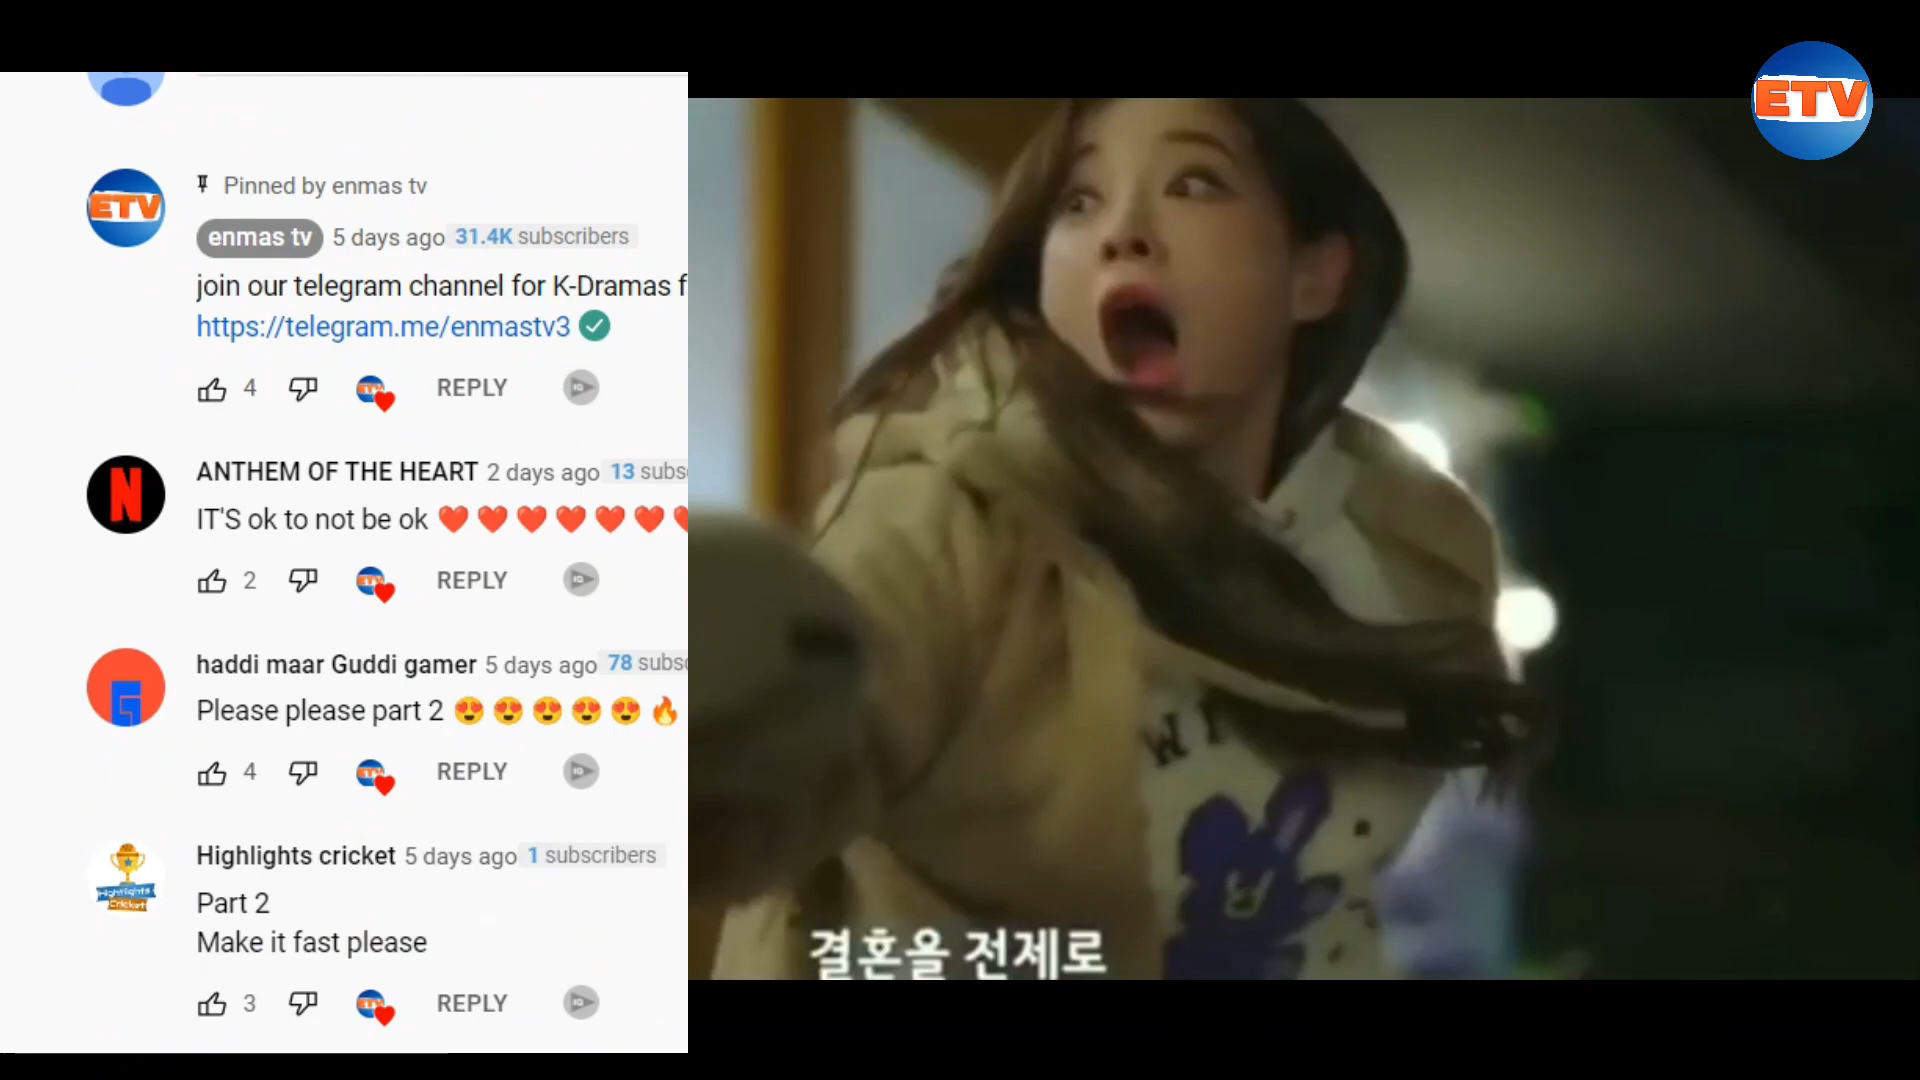 ETV
Pinned by enmas tv
ETV
enmas tv 5 days ago 31.4K subscribers
join our telegram channel for K-Dramas f
https://telegram.me/enmastv3
4 REPLY
N
ANTHEM OF THE HEART 2 days ago 13 subs
IT'S ok to not be ok ❤️ ❤️ ❤️ ❤️ ❤️ ❤️ ❤️
2 REPLY
haddi maar Guddi gamer 5 days ago 78 subs
Please please part 2 😍 😍 😍 😍 😍 🔥
4 REPLY
Highlights cricket 5 days ago 1 subscribers
Highlights
Cricket
Part 2
Make it fast please
3 REPLY
결혼을 전제로